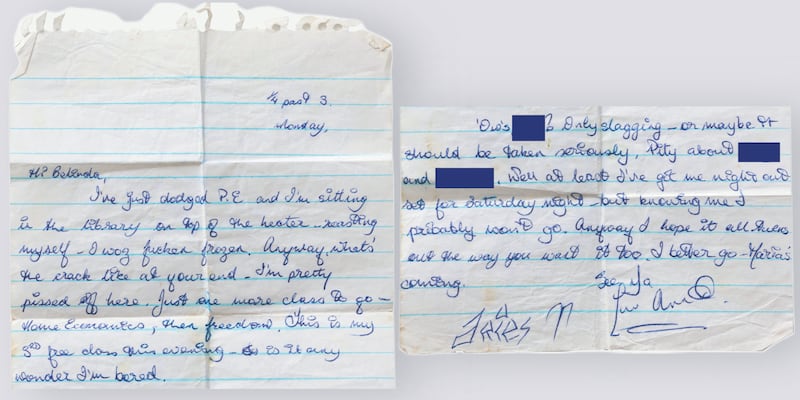 1/4 past 3.
Monday,
Hi Belenda,
I've just dodged P.E and I'm sitting
in the library on top of the heater - roasting
myself - I was fucken frozen. Anyway, what's
the crack like at your end - I'm pretty
pissed off here. Just one more class to go -
Home Economics, then freedom. This is my
3RD free class this evening - is it any
wonder I'm bored.
Only slagging - or maybe it
should be taken seriously, Pity about
and Well at least I've got me night out
set for Saturday night - but knowing me I
probably won't go. Anyway I hope it all turns
out the way you want it too. I better go - Maria's
coming. See Ya